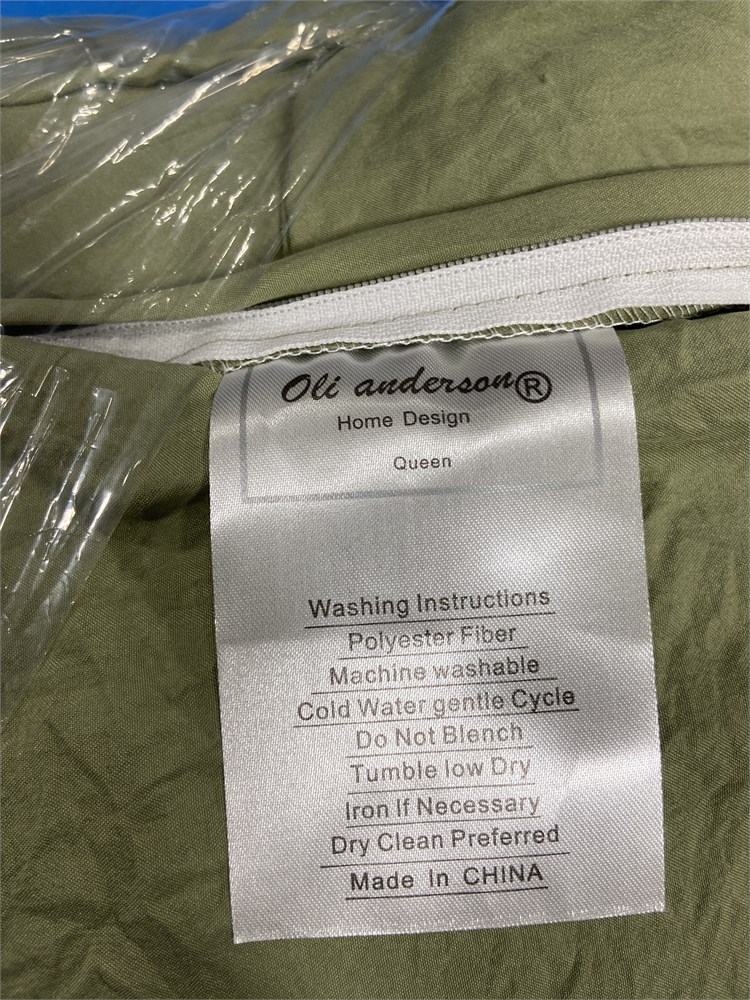 Oli anderson®
Home Design
Queen
Washing Instructions
Polyester Fiber
Machine washable
Cold Water gentle Cycle
Do Not Blench
Tumble low Dry
Iron If Necessary
Dry Clean Preferred
Made In CHINA